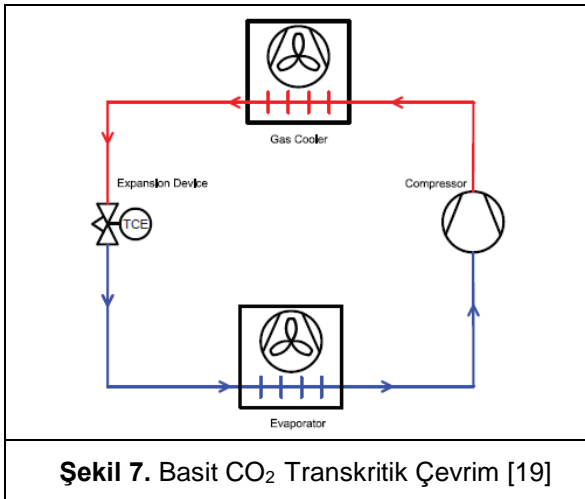 Gas Cooler
Expansion Device
Compressor
TCE
Evaporator
Şekil 7. Basit CO₂ Transkritik Çevrim [19]